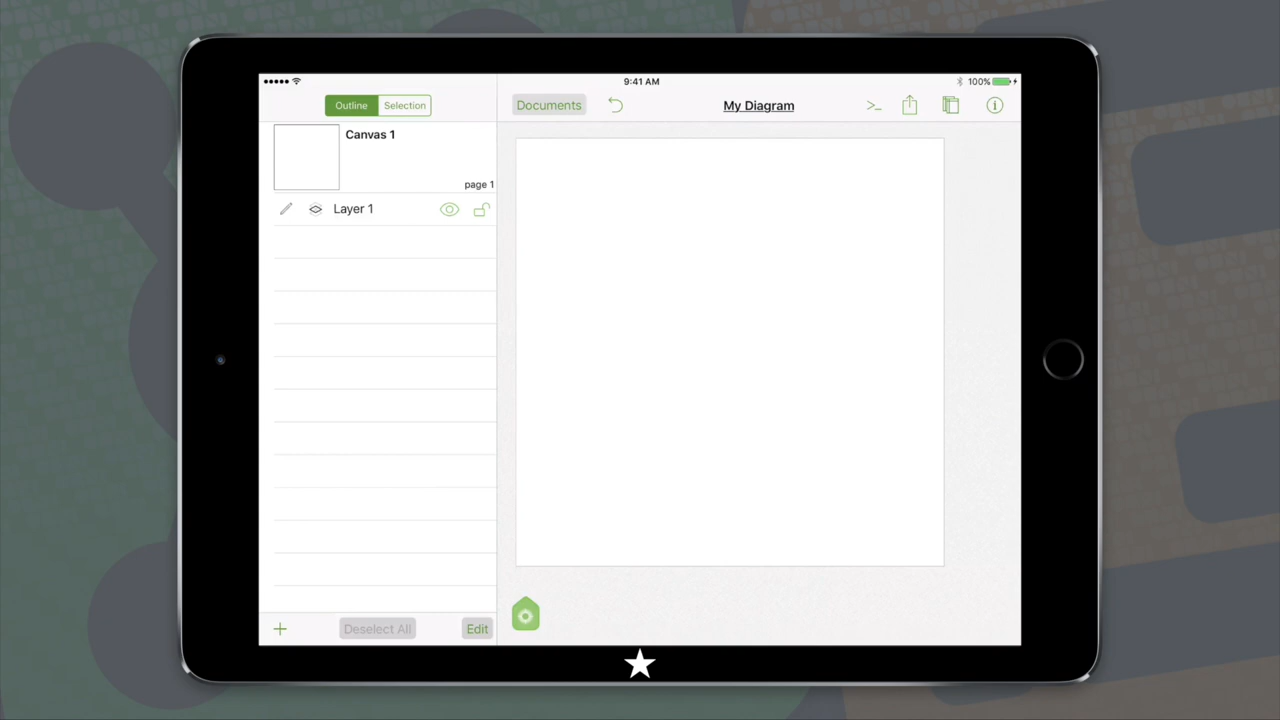 9:41 AM
100%
Outline
Selection
Documents
My Diagram
>_
Canvas 1
page 1
Layer 1
Deselect All
Edit